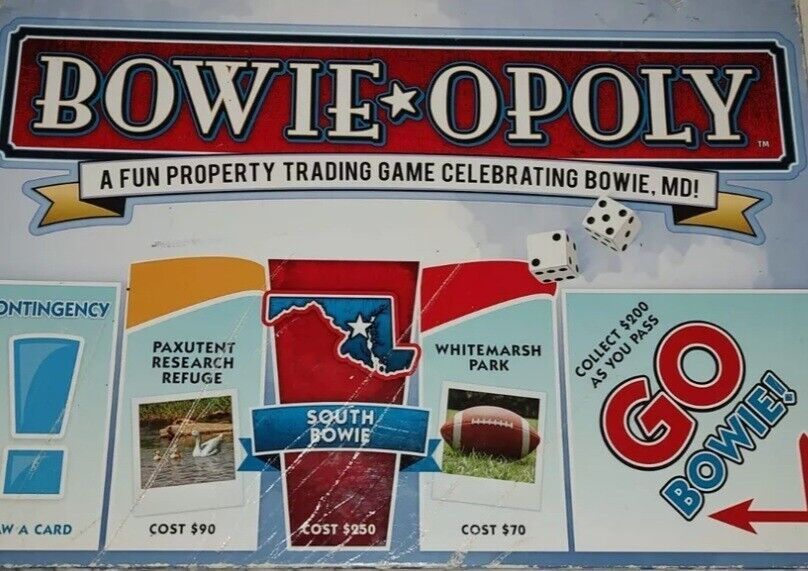 BOWIE★OPOLY
TM
A FUN PROPERTY TRADING GAME CELEBRATING BOWIE, MD!
ONTINGENCY
!
W A CARD
PAXUTENT
RESEARCH
REFUGE
COST $90
SOUTH
BOWIE
COST $250
WHITEMARSH
PARK
COST $70
COLLECT $200
AS YOU PASS
GO
BOWIE!